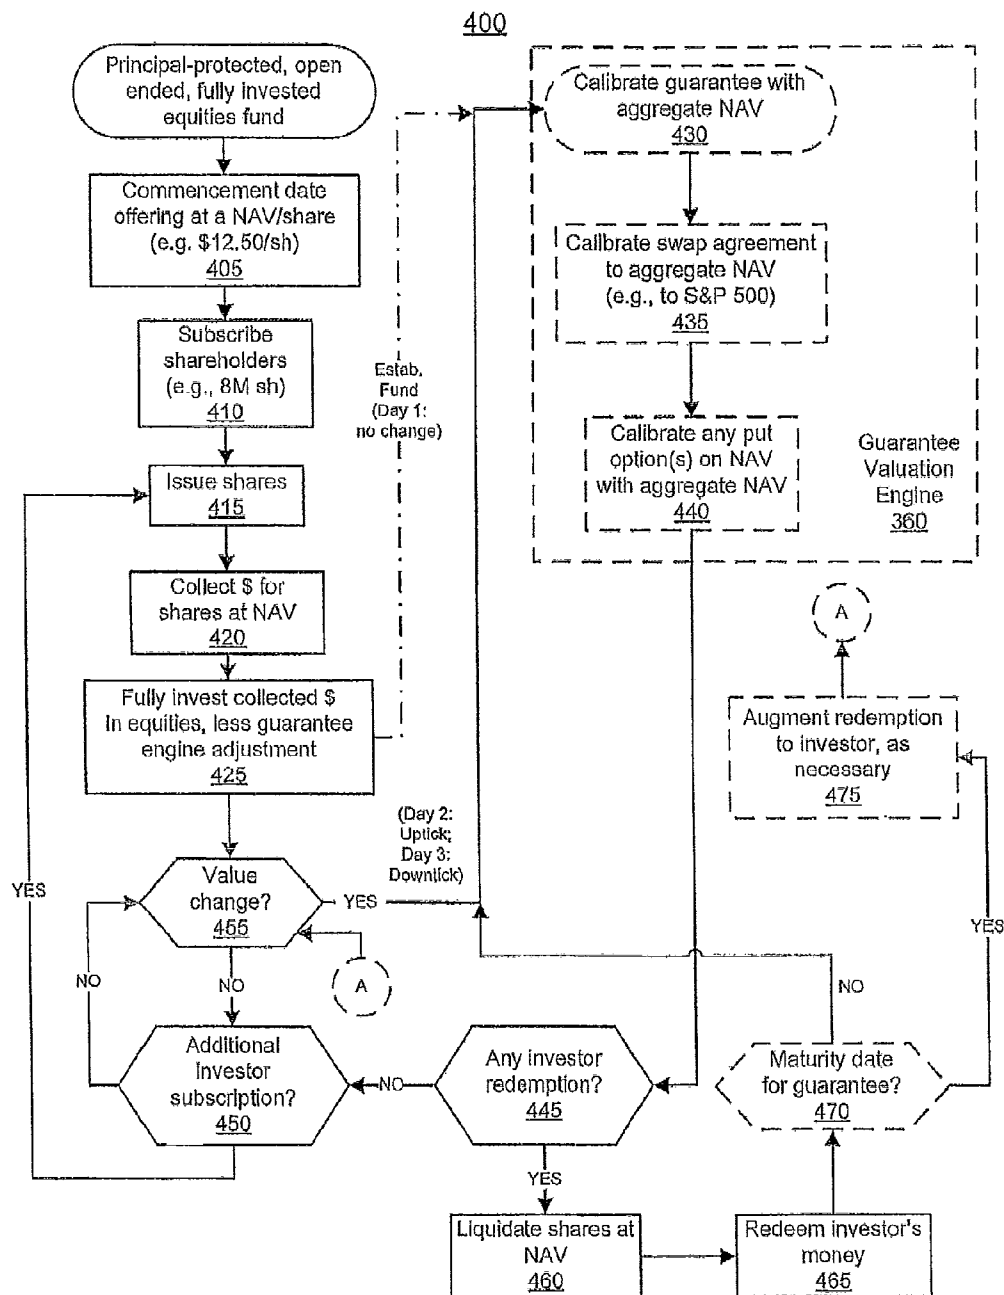 400
Principal-protected, open
ended, fully invested
equities fund
Commencement date
offering at a NAV/share
(e.g. $12.50/sh)
405
Subscribe
shareholders
(e.g., 8M sh)
410
Issue shares
415
Collect $ for
shares at NAV
420
Fully invest collected $
in equities, less guarantee
engine adjustment
425
Estab.
Fund
(Day 1:
no change)
Calibrate guarantee with
aggregate NAV
430
Calibrate swap agreement
to aggregate NAV
(e.g., to S&P 500)
435
Calibrate any put
option(s) on NAV
with aggregate NAV
440
Guarantee
Valuation
Engine
360
A
Augment redemption
to investor, as
necessary
475
(Day 2:
Uptick;
Day 3:
Downtick)
Value
change?
455
YES
YES
YES
NO
NO
A
NO
Additional
investor
subscription?
450
NO
Any investor
redemption?
445
Maturity date
for guarantee?
470
YES
Liquidate shares at
NAV
460
Redeem investor's
money
465